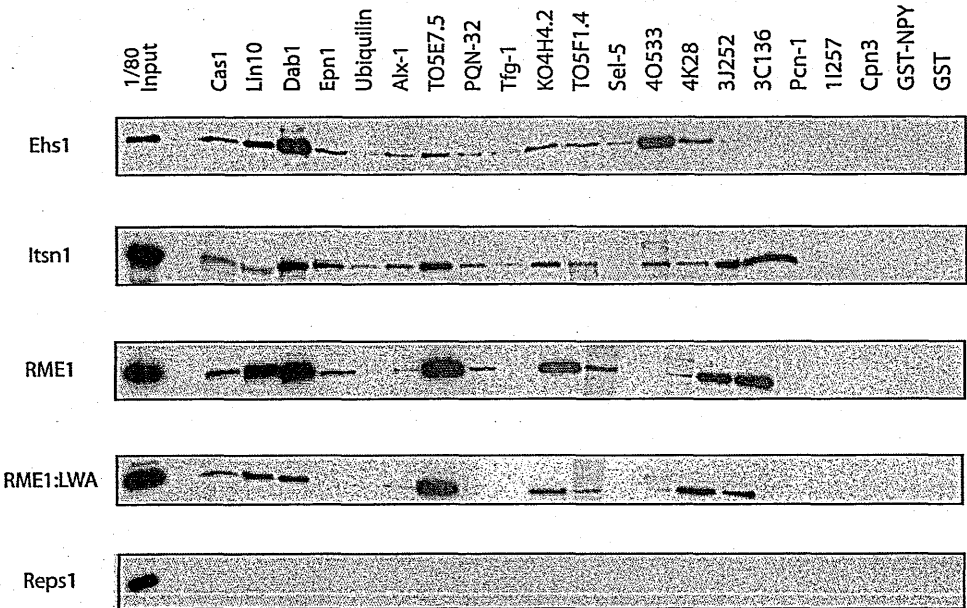 1/80
Input
Cas1
Lin10
Dab1
Epn1
Ubiquilin
Alx-1
TO5E7.5
PQN-32
Tfg-1
KO4H4.2
TO5F1.4
Sel-5
4O533
4K28
3J252
3C136
Pcn-1
1I257
Cpn3
GST-NPY
GST
Ehs1
Itsn1
RME1
RME1:LWA
Reps1